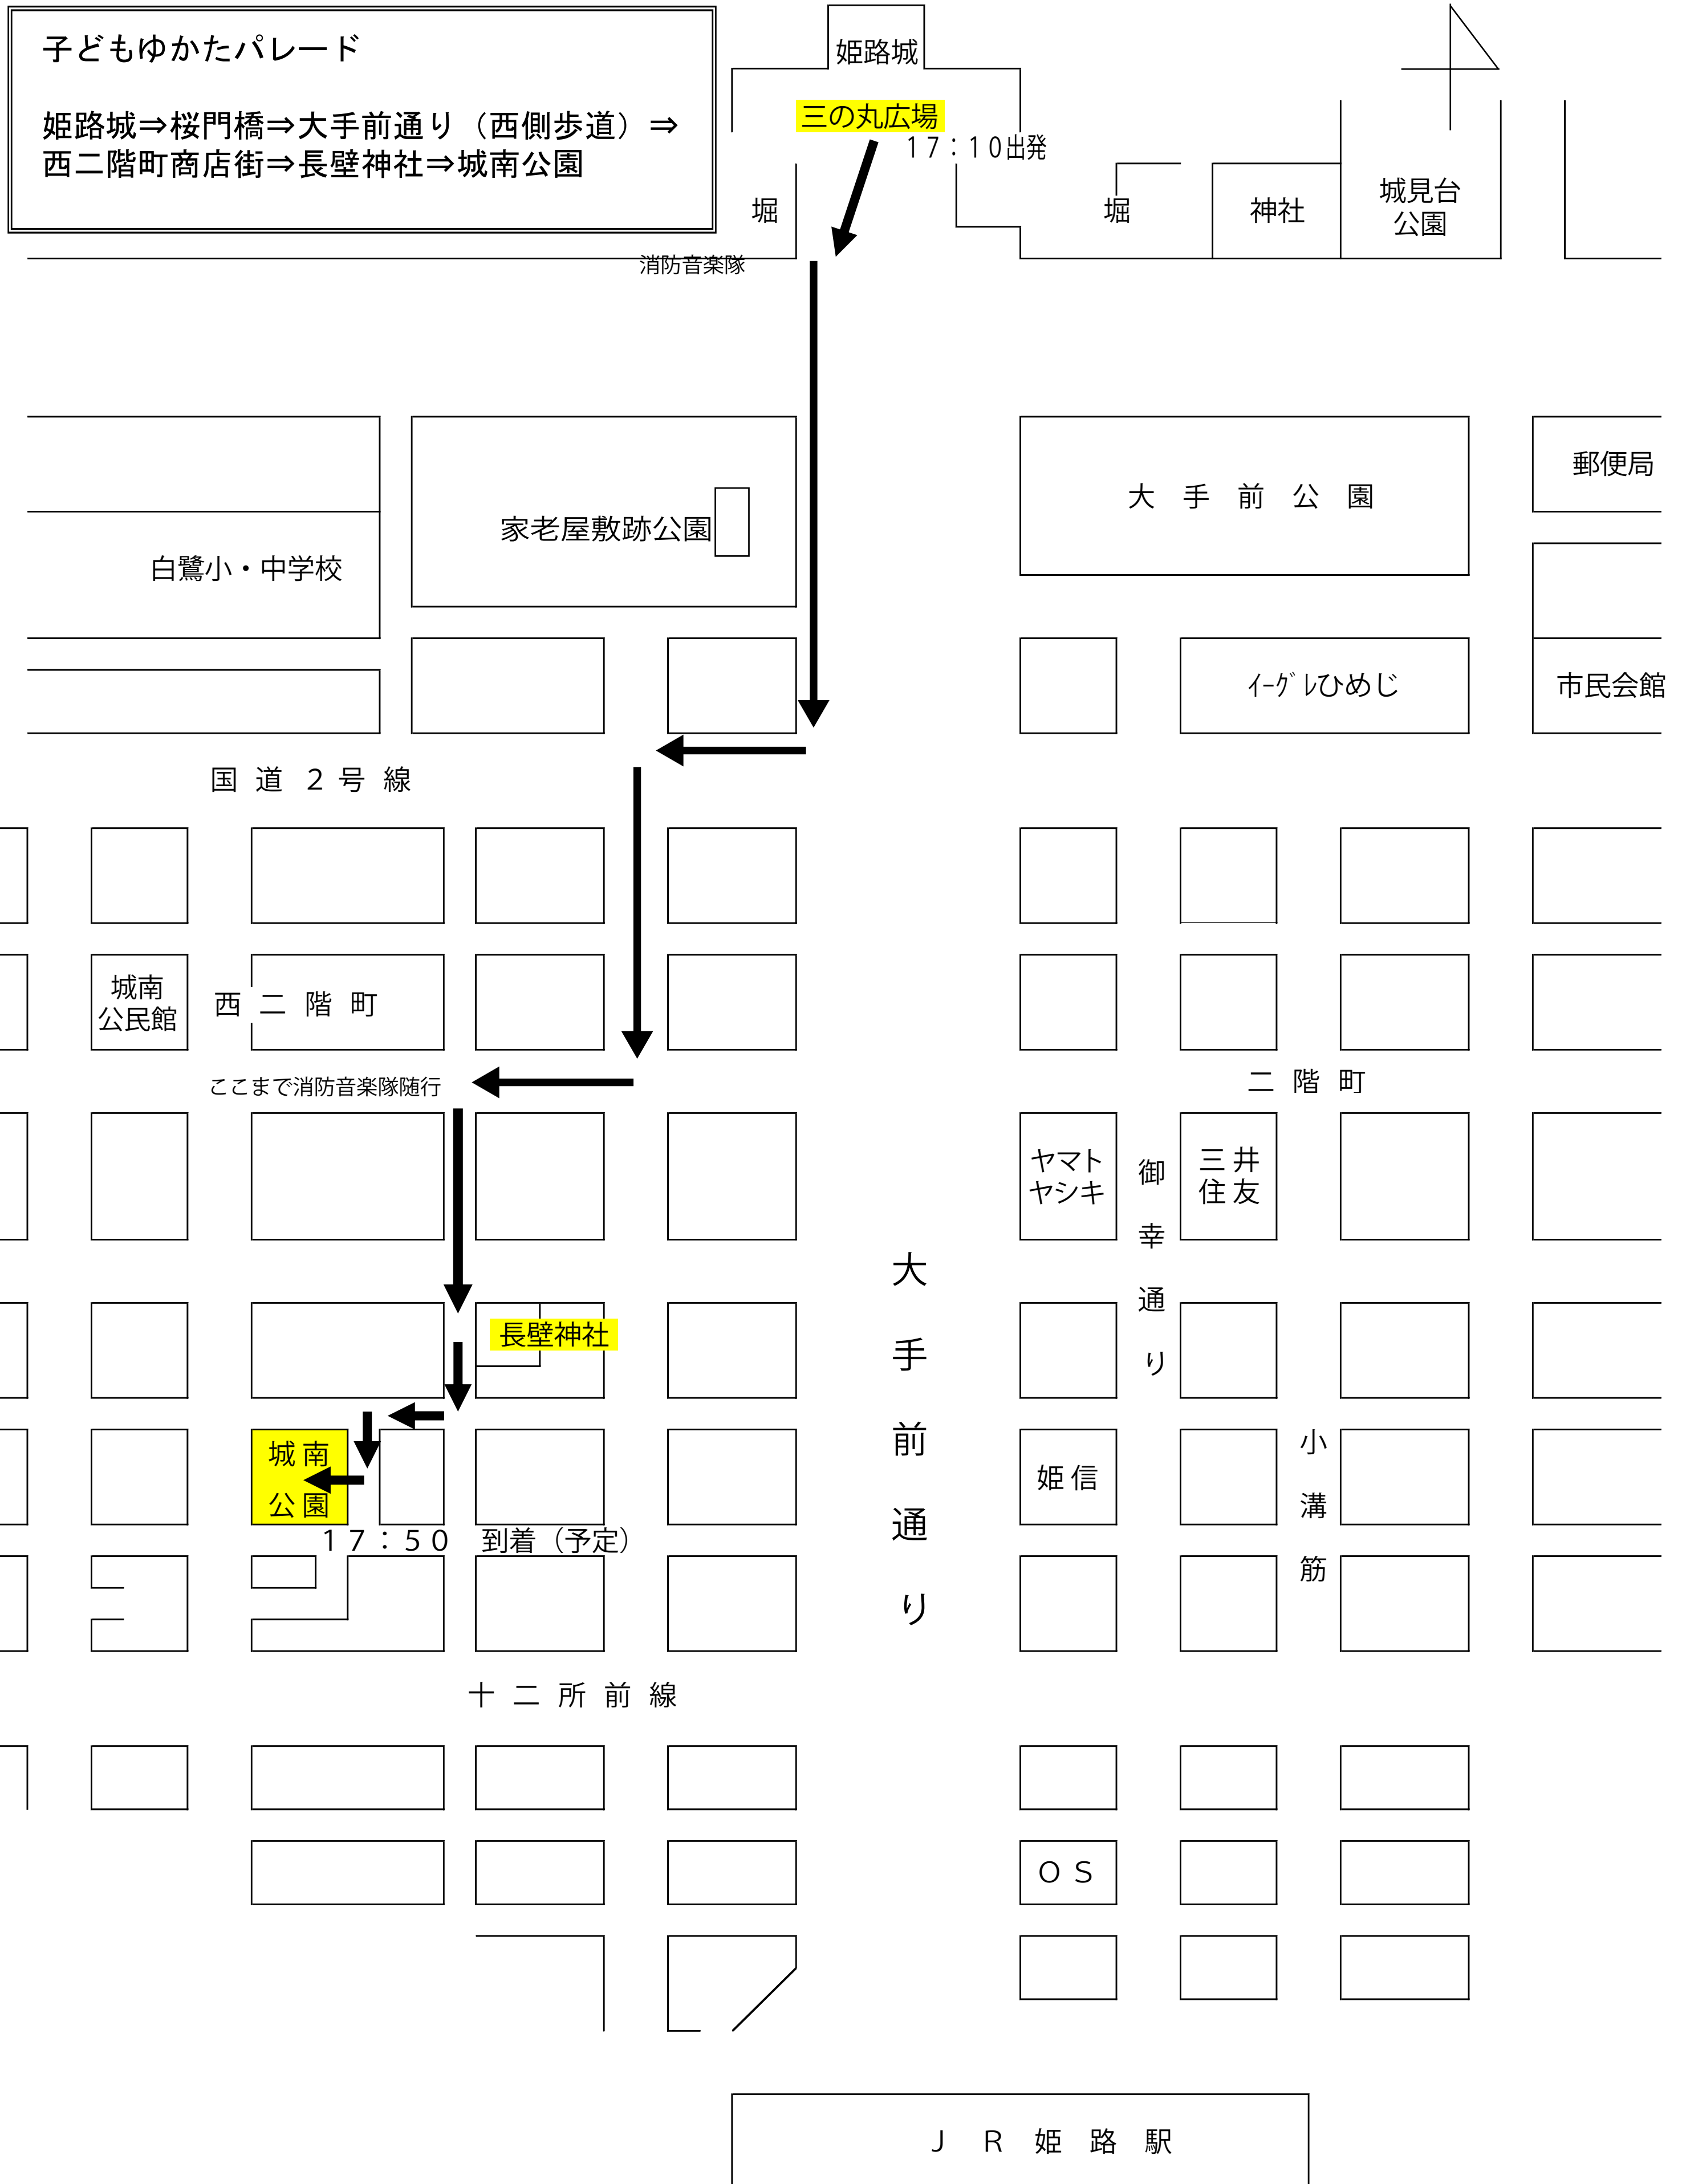 子どもゆかたパレード
姫路城⇒桜門橋⇒大手前通り（西側歩道）⇒
西二階町商店街⇒長壁神社⇒城南公園
姫路城
三の丸広場
１７：１０出発
堀
堀
神社
城見台
公園
消防音楽隊
郵便局
大手前公園
家老屋敷跡公園
白鷺小・中学校
ｲｰｸﾞﾚひめじ
市民会館
国道２号線
城南
公民館
西二階町
ここまで消防音楽隊随行
二階町
ヤマト
ヤシキ
御幸通り
三井
住友
大手前通り
長壁神社
城南
公園
姫信
小溝筋
１７：５０　到着（予定）
十二所前線
ＯＳ
ＪＲ姫路駅